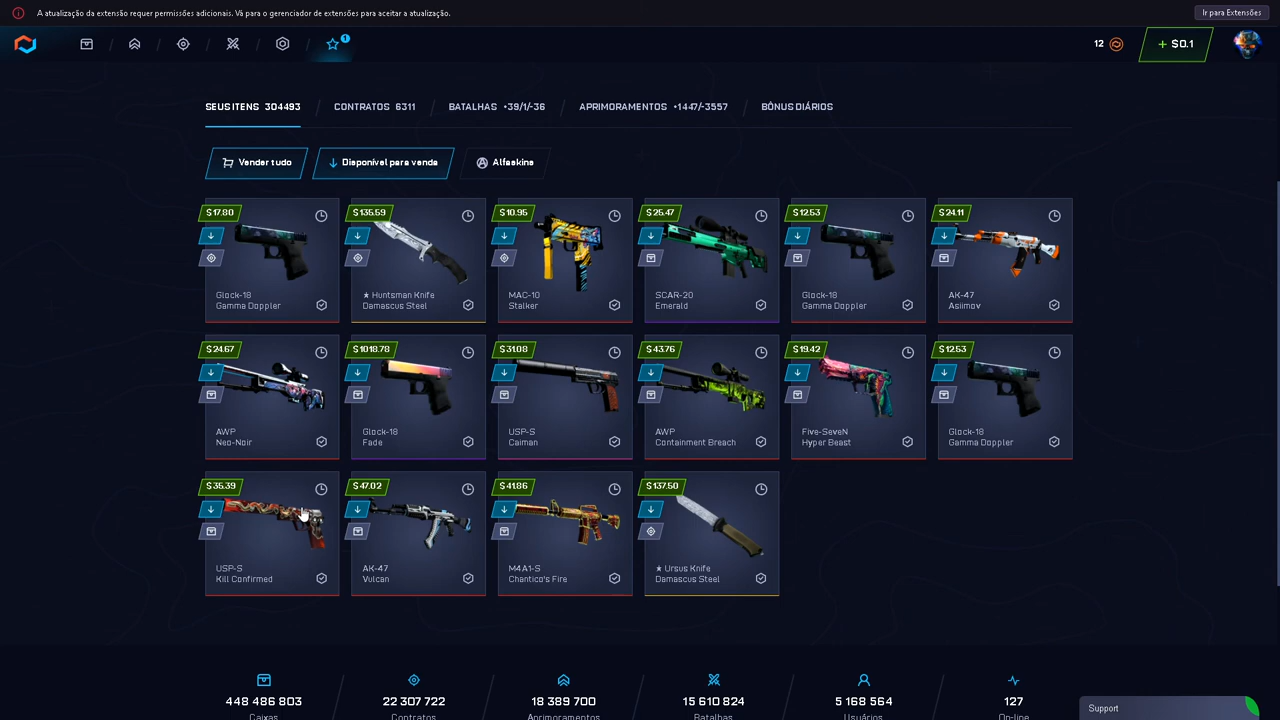 A atualização da extensão requer permissões adicionais. Vá para o gerenciador de extensões para aceitar a atualização.
Ir para Extensões
1
12
+ $0.1
SEUS ITENS 304493
CONTRATOS 6311
BATALHAS +39/1/-36
APRIMORAMENTOS +1447/-3557
BÔNUS DIÁRIOS
Vender tudo
Disponível para venda
Alfaskins
$17.80
Glock-18
Gamma Doppler
$135.59
★ Huntsman Knife
Damascus Steel
$10.95
MAC-10
Stalker
$25.47
SCAR-20
Emerald
$12.53
Glock-18
Gamma Doppler
$24.11
AK-47
Asiimov
$24.67
AWP
Neo-Noir
$1018.78
Glock-18
Fade
$31.08
USP-S
Caiman
$43.76
AWP
Containment Breach
$19.42
Five-SeveN
Hyper Beast
$12.53
Glock-18
Gamma Doppler
$35.39
USP-S
Kill Confirmed
$47.02
AK-47
Vulcan
$41.86
M4A1-S
Chantico's Fire
$137.50
★ Ursus Knife
Damascus Steel
448 486 803
Caixas
22 307 722
Contratos
18 389 700
Aprimoramentos
15 610 824
Batalhas
5 168 564
Usuários
127
On-line
Support